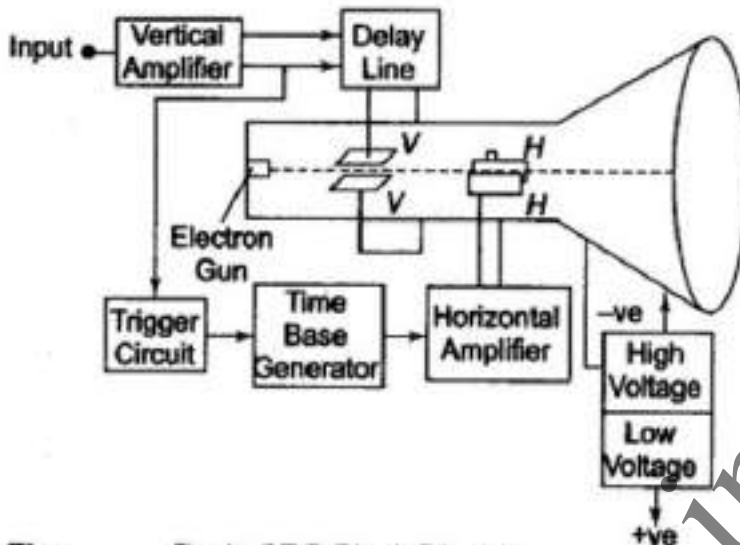 Input
Vertical
Amplifier
Delay
Line
V
H
V
H
Electron
Gun
Trigger
Circuit
Time
Base
Generator
Horizontal
Amplifier
–ve
High
Voltage
Low
Voltage
+ve